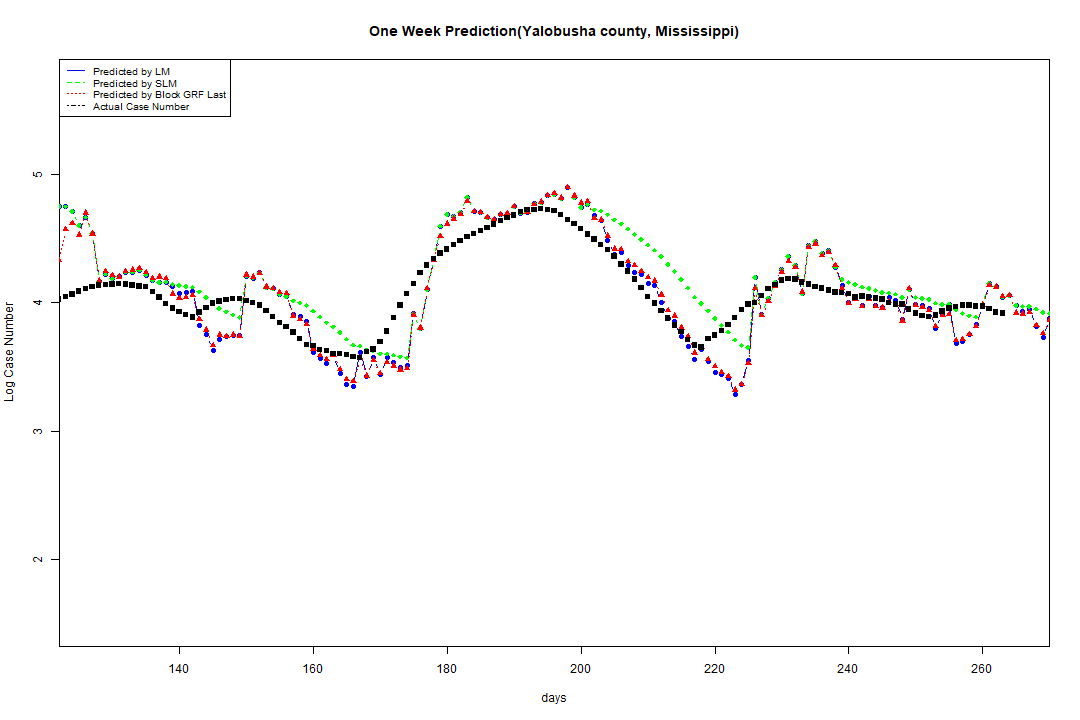 One Week Prediction(Yalobusha county, Mississippi)
Predicted by LM
Predicted by SLM
Predicted by Block GRF Last
Actual Case Number
5
4
3
2
Log Case Number
140 160 180 200 220 240 260
days